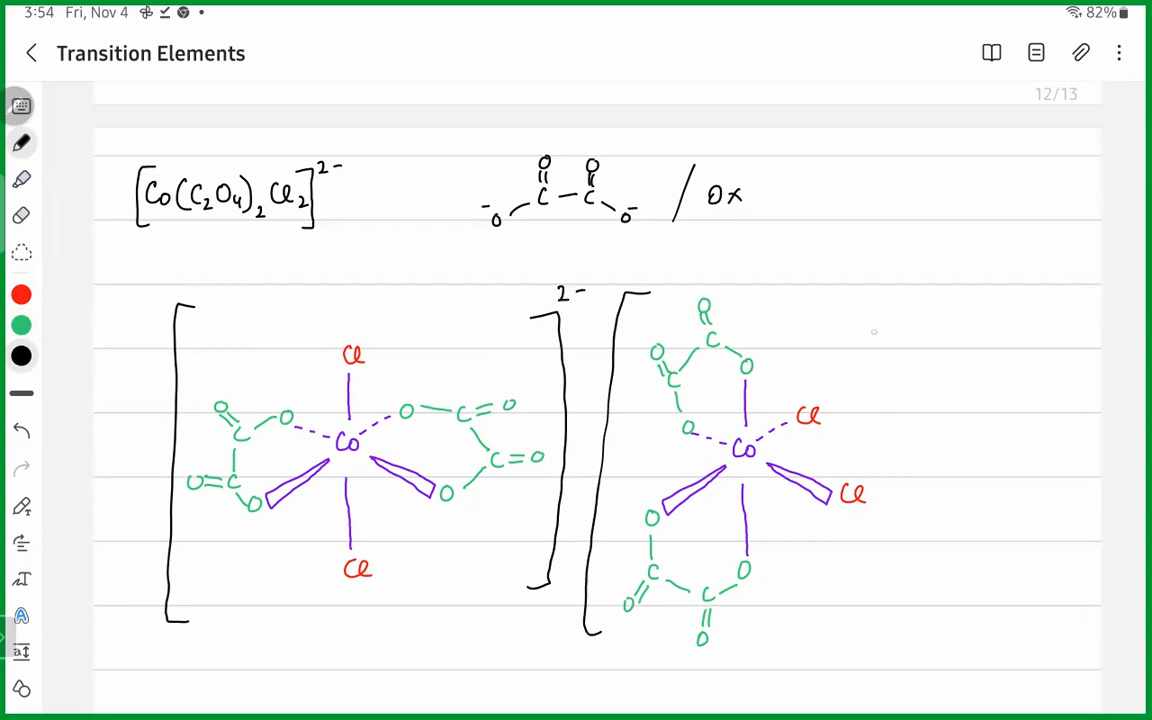 3:54 Fri, Nov 4 82%
Transition Elements
12/13
[Co(C₂O₄)₂Cl₂]²⁻
O O
⁻O C — C O⁻ / ox
2-
Cl O
O C
O O O C = O C O
O Cl
C Co C = O C Co
O = C O O O Cl
O
Cl C O
O C
O